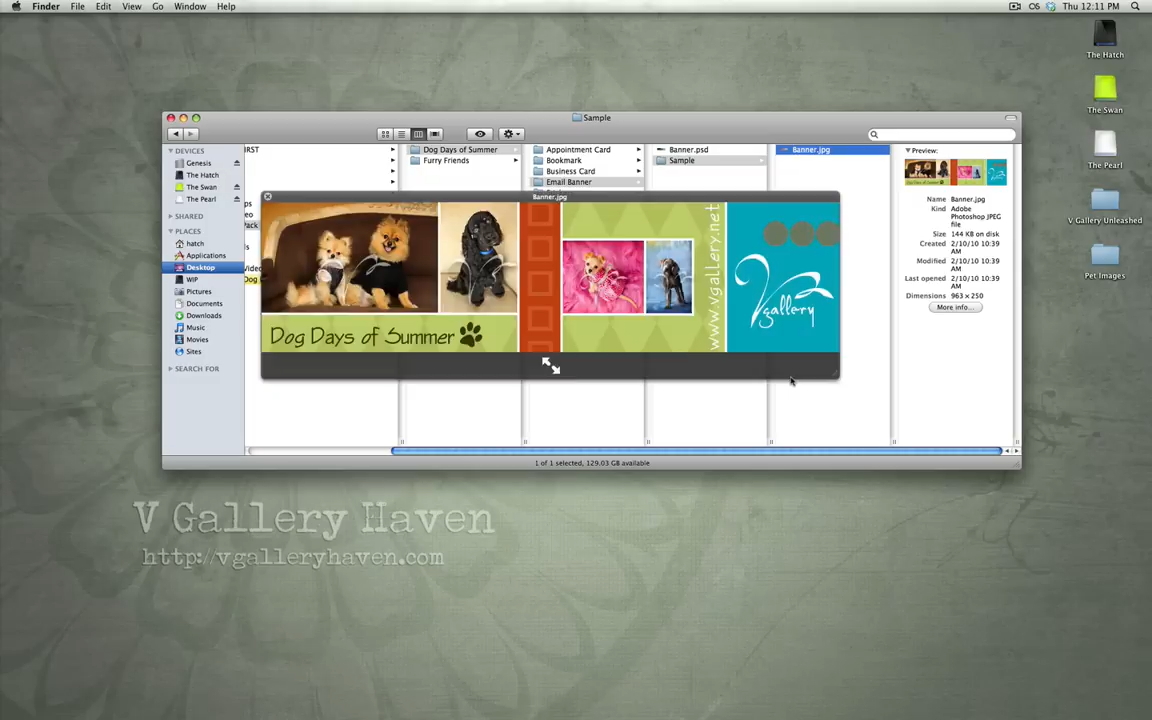 Finder File Edit View Go Window Help
OS Thu 12:11 PM
The Hatch
The Swan
The Pearl
V Gallery Unleashed
Pet Images
Sample
DEVICES
Genesis
The Hatch
The Swan
The Pearl
SHARED
PLACES
hatch
Applications
Desktop
WIP
Pictures
Documents
Downloads
Music
Movies
Sites
SEARCH FOR
Dog Days of Summer
Furry Friends
Appointment Card
Bookmark
Business Card
Email Banner
Banner.psd
Sample
Banner.jpg
Preview:
Name Banner.jpg
Kind Adobe
Photoshop JPEG
file
Size 144 KB on disk
Created 2/10/10 10:39
AM
Modified 2/10/10 10:39
AM
Last opened 2/10/10 10:39
AM
Dimensions 963 x 250
More info...
Banner.jpg
Dog Days of Summer
www.Vgallery.net
Vgallery
1 of 1 selected, 129.03 GB available
V Gallery Haven
http://vgalleryhaven.com